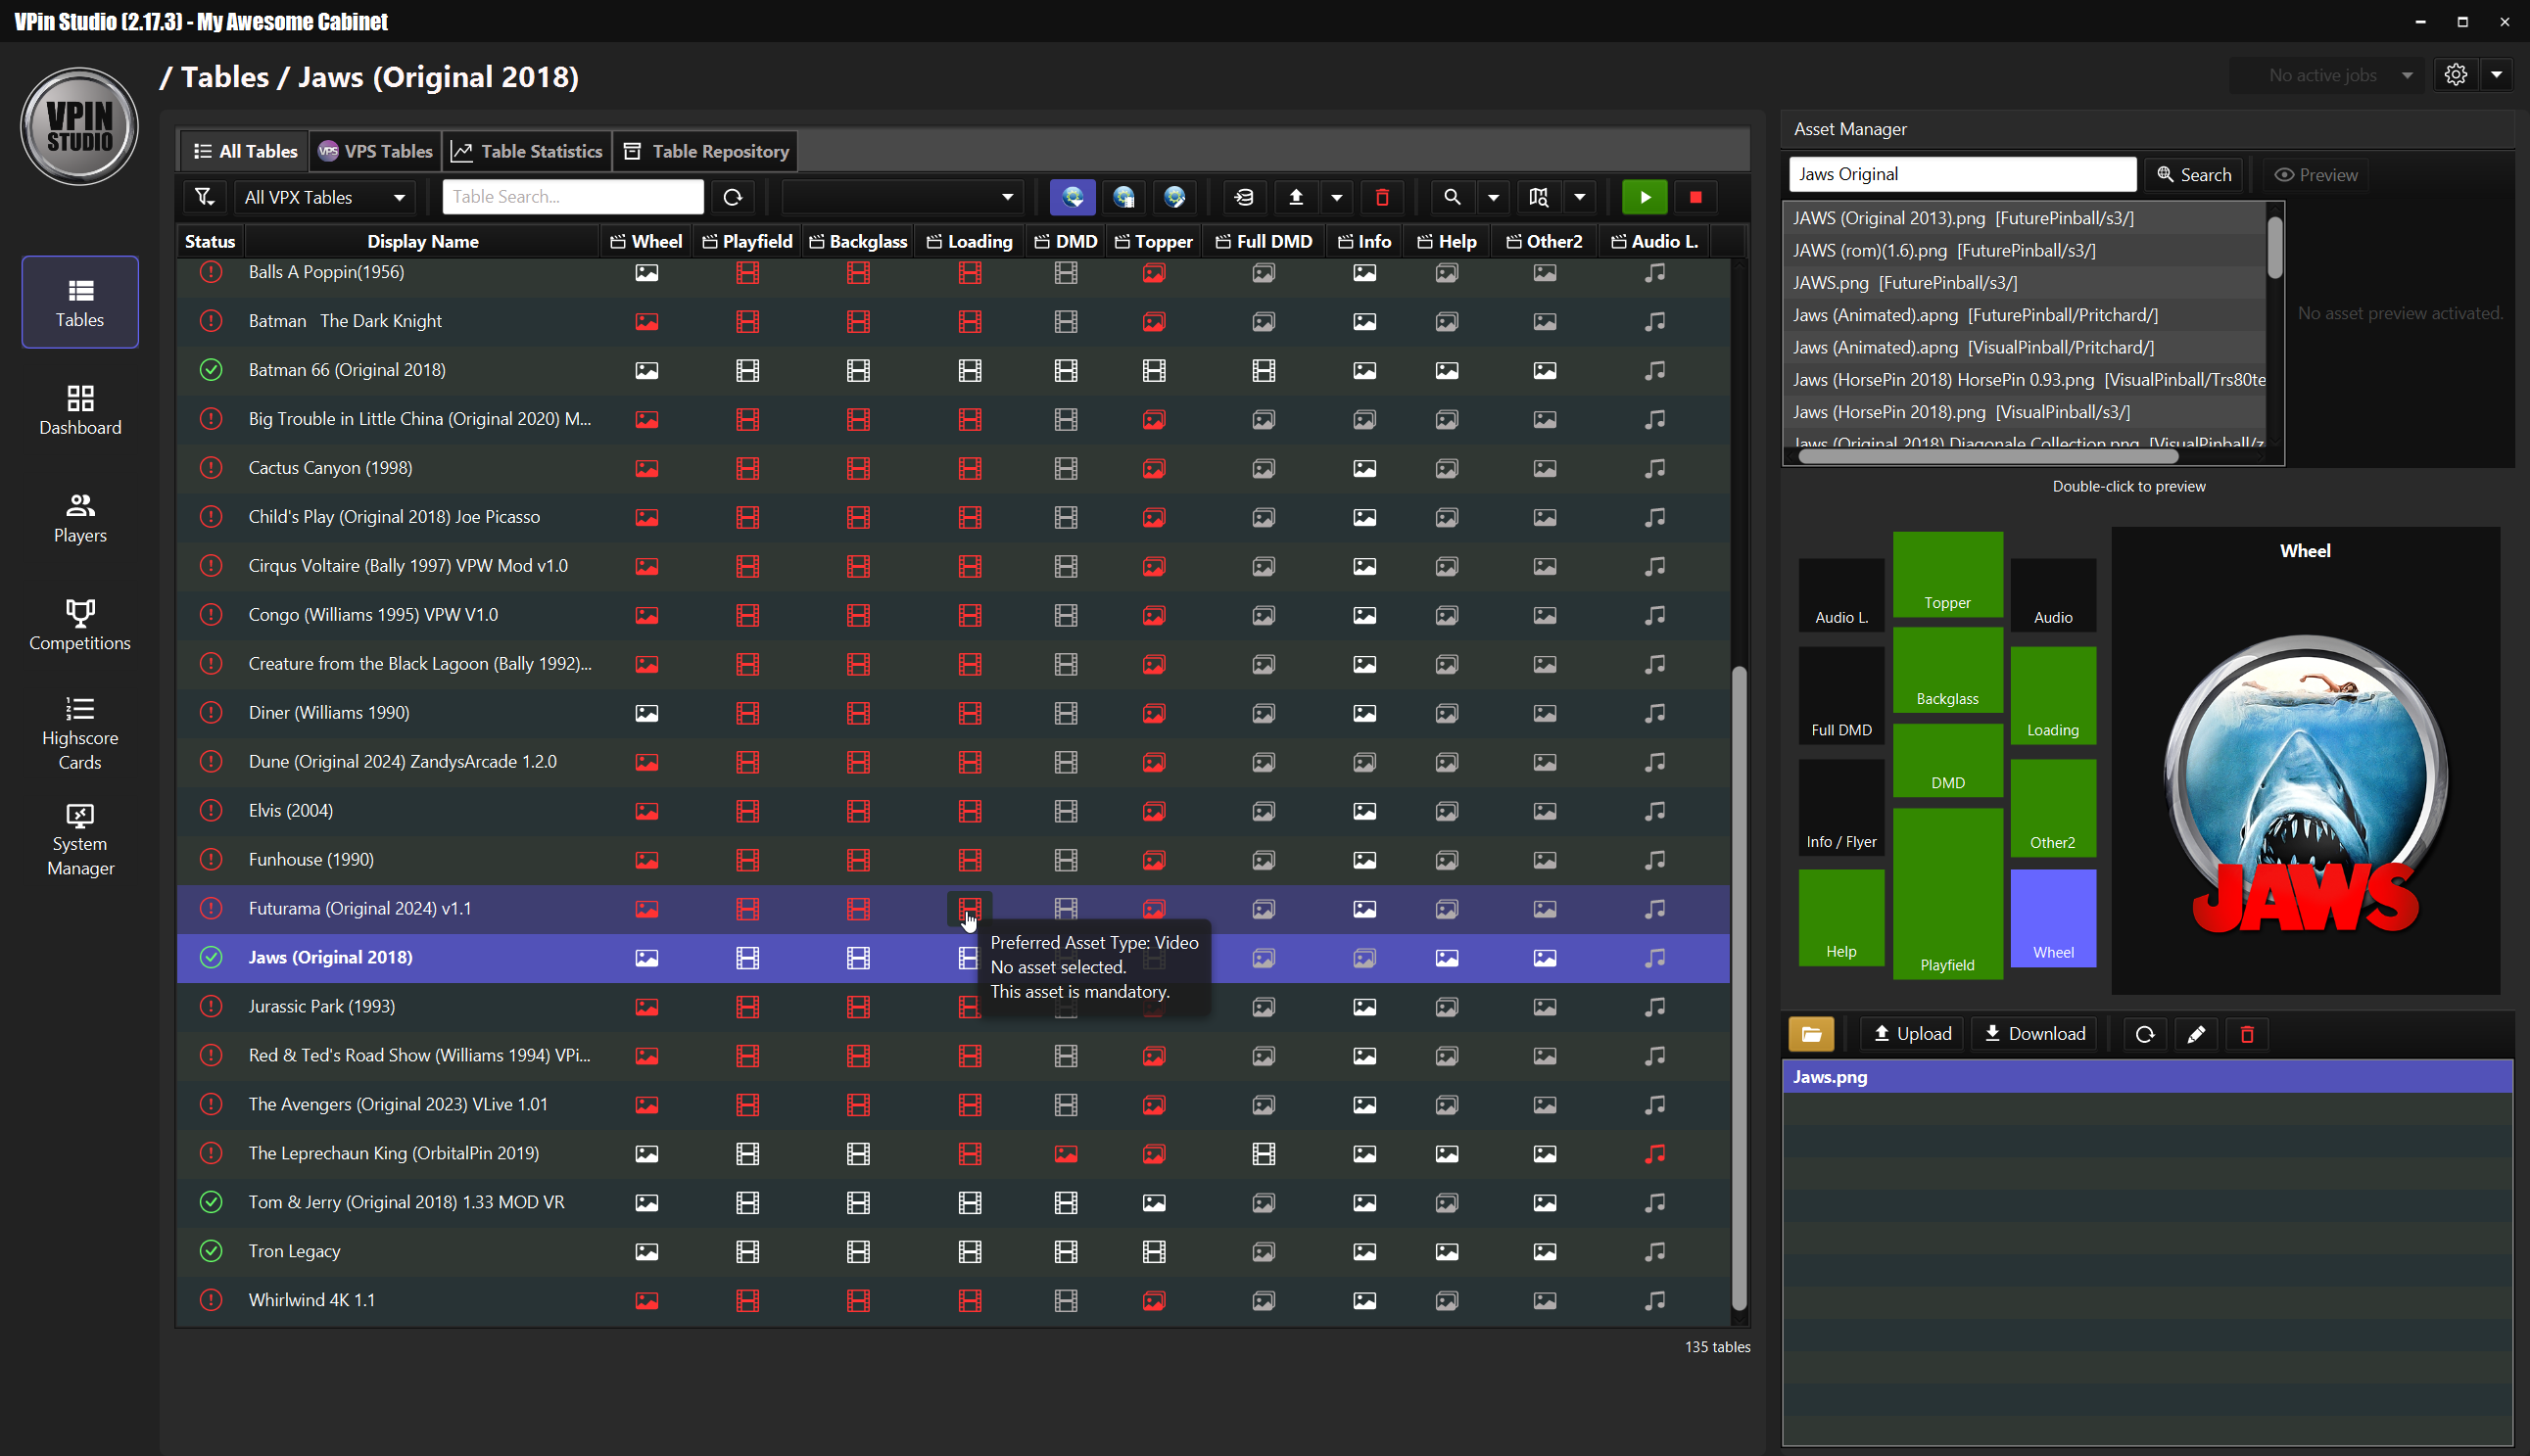 VPin Studio (2.17.3) - My Awesome Cabinet
VPIN
STUDIO
/ Tables / Jaws (Original 2018)
No active jobs
Tables
Dashboard
Players
Competitions
Highscore
Cards
System
Manager
All Tables
VPS VPS Tables
Table Statistics
Table Repository
All VPX Tables
Table Search...
Status Display Name Wheel Playfield Backglass Loading DMD Topper Full DMD Info Help Other2 Audio L.
Balls A Poppin(1956)
Batman   The Dark Knight
Batman 66 (Original 2018)
Big Trouble in Little China (Original 2020) M...
Cactus Canyon (1998)
Child's Play (Original 2018) Joe Picasso
Cirqus Voltaire (Bally 1997) VPW Mod v1.0
Congo (Williams 1995) VPW V1.0
Creature from the Black Lagoon (Bally 1992)...
Diner (Williams 1990)
Dune (Original 2024) ZandysArcade 1.2.0
Elvis (2004)
Funhouse (1990)
Futurama (Original 2024) v1.1
Jaws (Original 2018)
Preferred Asset Type: Video
No asset selected.
This asset is mandatory.
Jurassic Park (1993)
Red & Ted's Road Show (Williams 1994) VPi...
The Avengers (Original 2023) VLive 1.01
The Leprechaun King (OrbitalPin 2019)
Tom & Jerry (Original 2018) 1.33 MOD VR
Tron Legacy
Whirlwind 4K 1.1
135 tables
Asset Manager
Jaws Original
Search
Preview
JAWS (Original 2013).png [FuturePinball/s3/]
JAWS (rom)(1.6).png [FuturePinball/s3/]
JAWS.png [FuturePinball/s3/]
Jaws (Animated).apng [FuturePinball/Pritchard/]
Jaws (Animated).apng [VisualPinball/Pritchard/]
Jaws (HorsePin 2018) HorsePin 0.93.png [VisualPinball/Trs80te
Jaws (HorsePin 2018).png [VisualPinball/s3/]
Jaws (Original 2018) Diagonale Collection.png [VisualPinball/z
No asset preview activated.
Double-click to preview
Audio L.
Topper
Audio
Full DMD
Backglass
Loading
Info / Flyer
DMD
Other2
Help
Playfield
Wheel
Wheel
JAWS
Upload
Download
Jaws.png